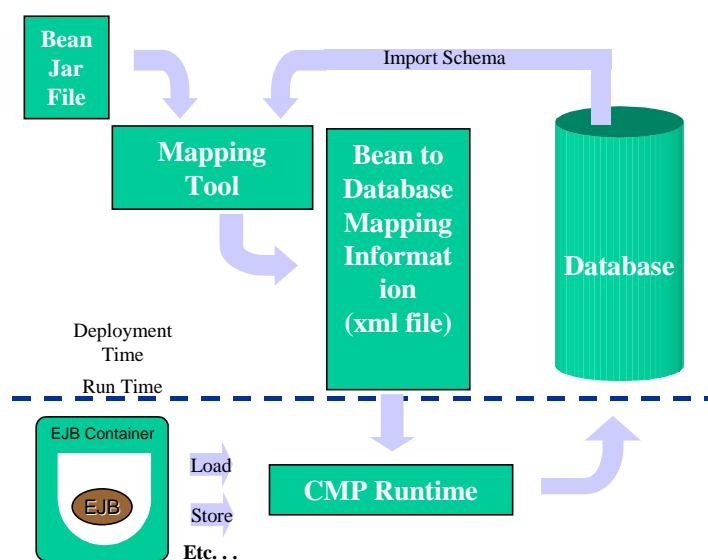 Bean
Jar
File
Import Schema
Mapping
Tool
Bean to
Database
Mapping
Informat
ion
(xml file)
Database
Deployment
Time
Run Time
EJB Container
EJB
Load
Store
Etc. . .
CMP Runtime